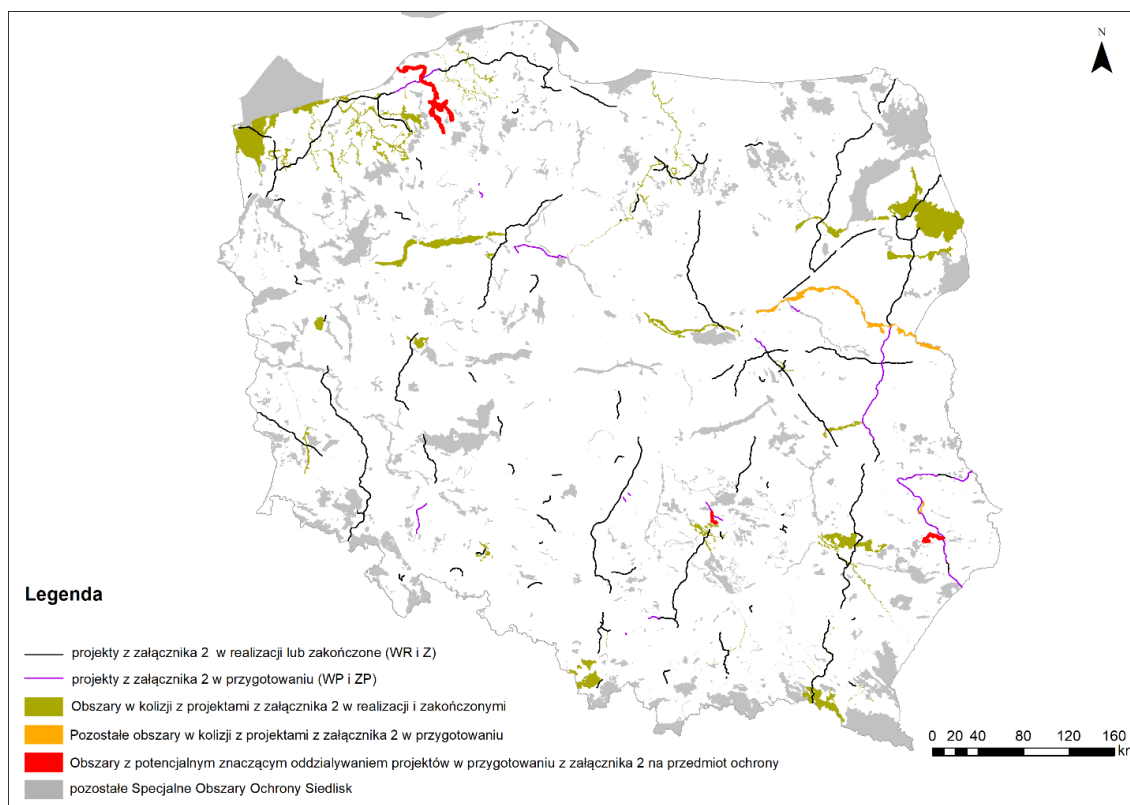 N
Legenda
projekty z załącznika 2 w realizacji lub zakończone (WR i Z)
projekty z załącznika 2 w przygotowaniu (WP i ZP)
Obszary w kolizji z projektami z załącznika 2 w realizacji i zakończonymi
Pozostałe obszary w kolizji z projektami z załącznika 2 w przygotowaniu
Obszary z potencjalnym znaczącym oddziaływaniem projektów w przygotowaniu z załącznika 2 na przedmiot ochrony
pozostałe Specjalne Obszary Ochrony Siedlisk
0 20 40 80 120 160
km